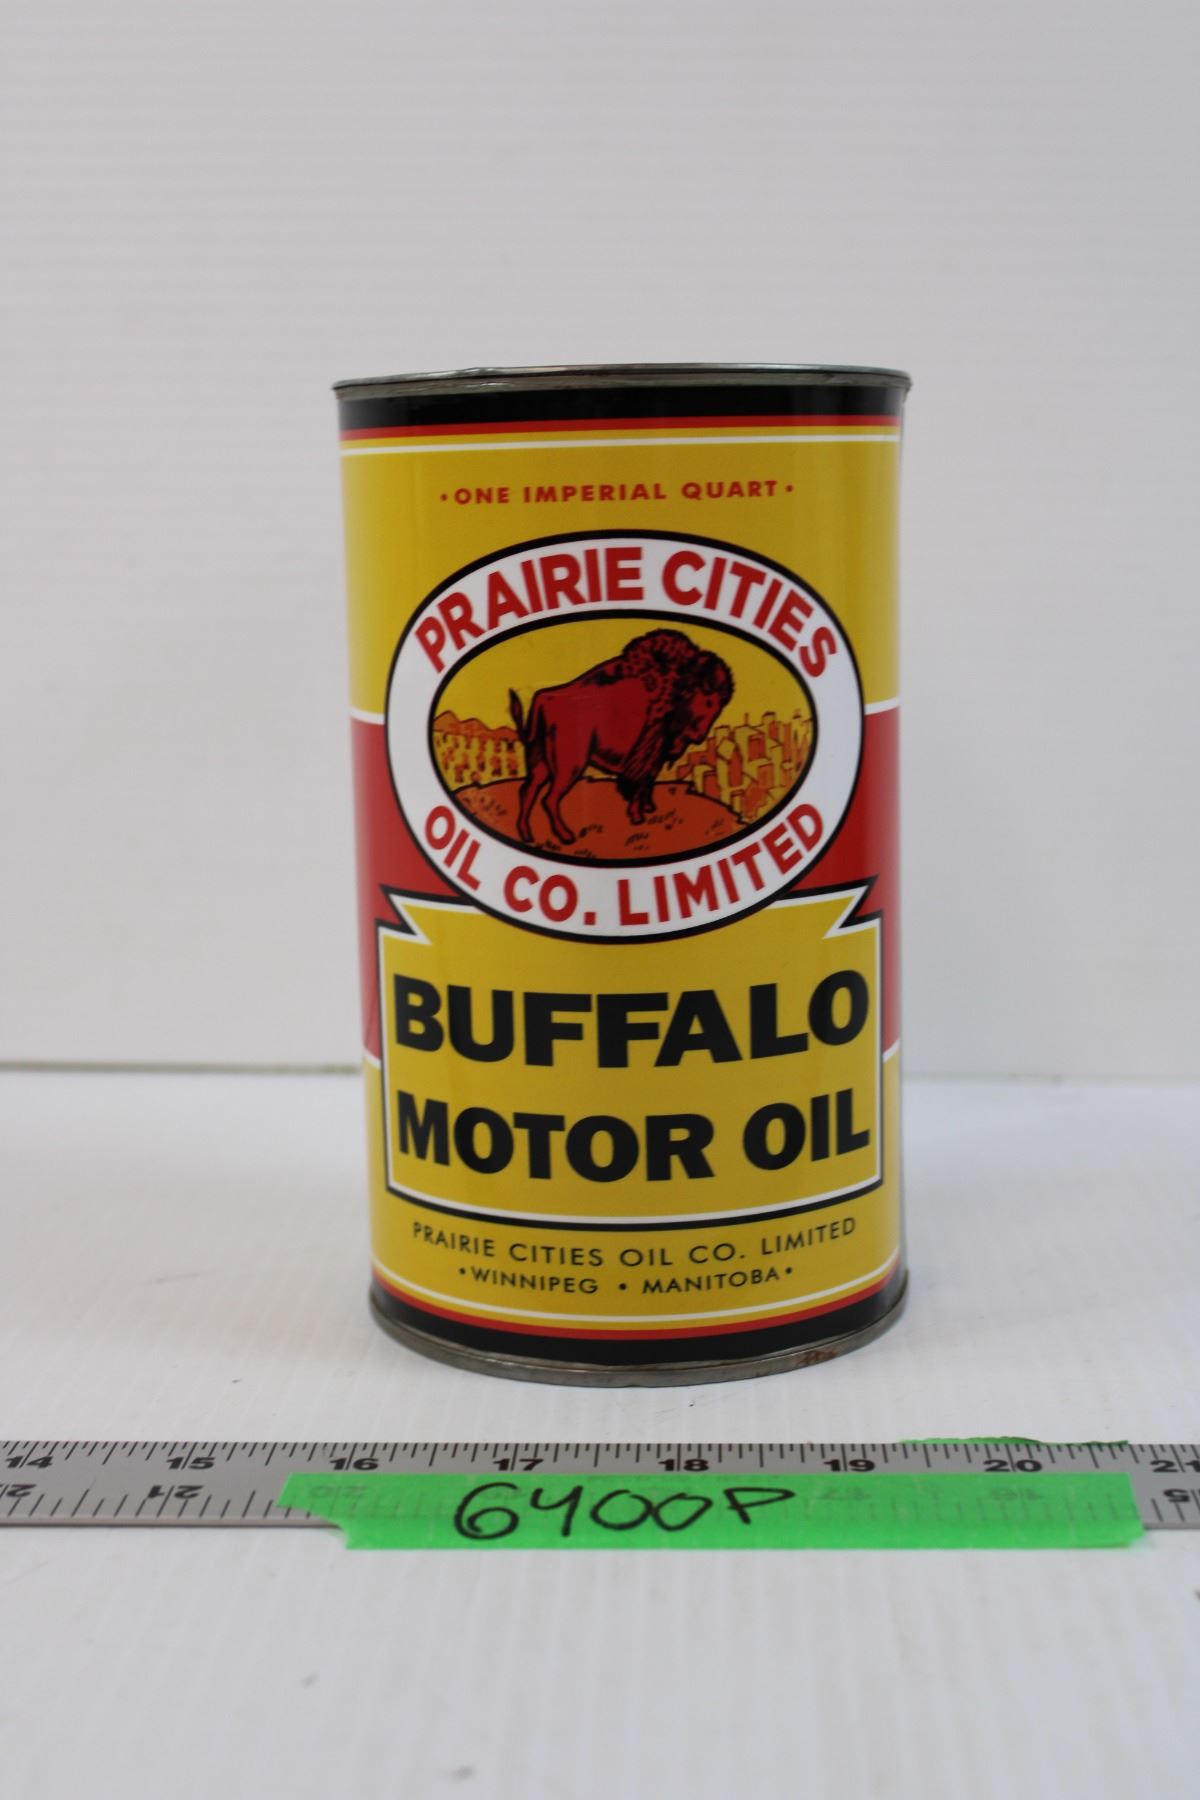 • ONE IMPERIAL QUART •
PRAIRIE CITIES
OIL CO. LIMITED
BUFFALO
MOTOR OIL
PRAIRIE CITIES OIL CO. LIMITED
• WINNIPEG • MANITOBA •
14 15 16 17 18 19 20 21
6400P